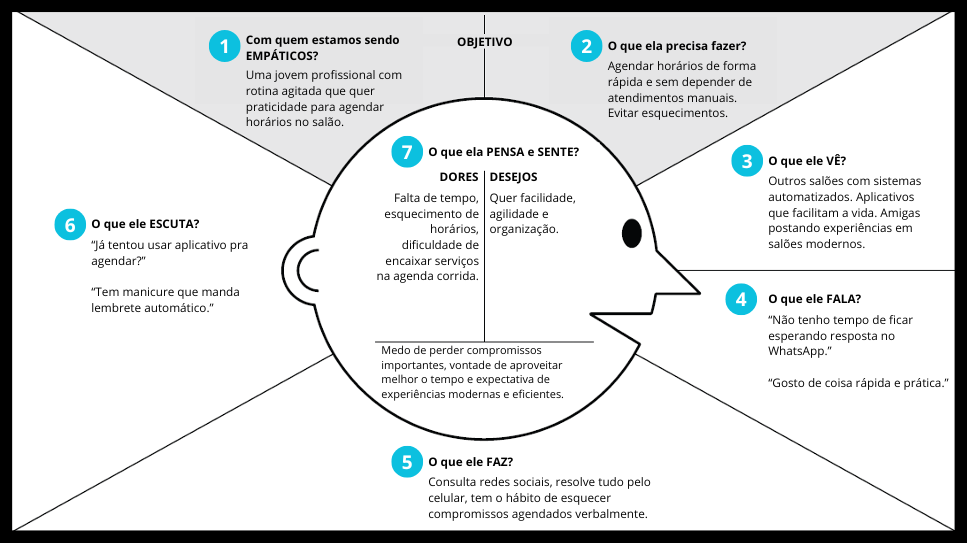 OBJETIVO
1
Com quem estamos sendo
EMPÁTICOS?
Uma jovem profissional com
rotina agitada que quer
praticidade para agendar
horários no salão.
2
O que ela precisa fazer?
Agendar horários de forma
rápida e sem depender de
atendimentos manuais.
Evitar esquecimentos.
3
O que ele VÊ?
Outros salões com sistemas
automatizados. Aplicativos
que facilitam a vida. Amigas
postando experiências em
salões modernos.
4
O que ele FALA?
“Não tenho tempo de ficar
esperando resposta no
WhatsApp.”
“Gosto de coisa rápida e prática.”
5
O que ele FAZ?
Consulta redes sociais, resolve tudo pelo
celular, tem o hábito de esquecer
compromissos agendados verbalmente.
6
O que ele ESCUTA?
“Já tentou usar aplicativo pra
agendar?”
“Tem manicure que manda
lembrete automático.”
7
O que ela PENSA e SENTE?
DORES
Falta de tempo,
esquecimento de
horários,
dificuldade de
encaixar serviços
na agenda corrida.
DESEJOS
Quer facilidade,
agilidade e
organização.
Medo de perder compromissos
importantes, vontade de aproveitar
melhor o tempo e expectativa de
experiências modernas e eficientes.